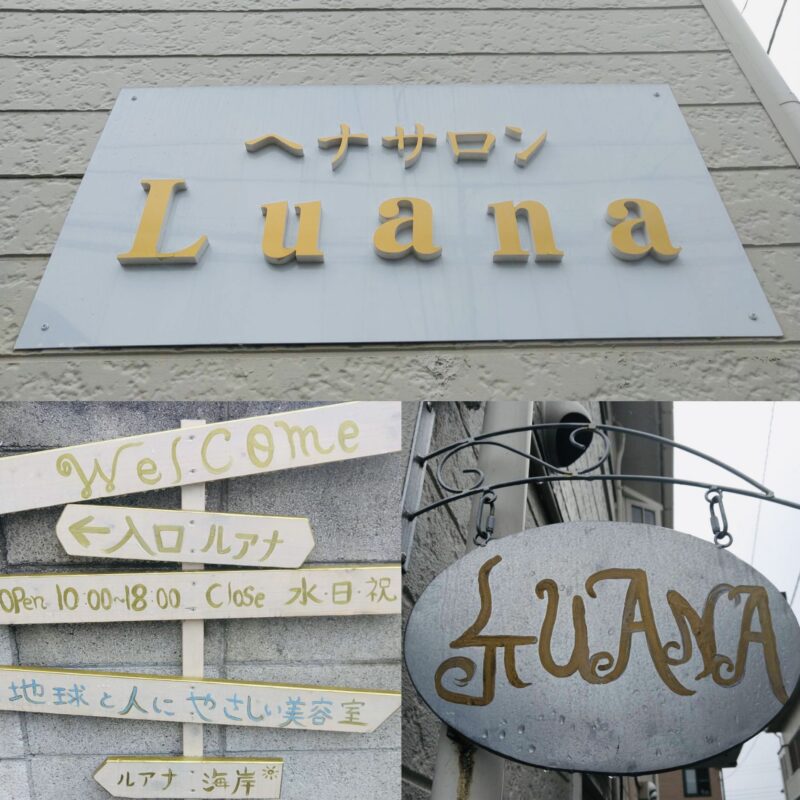 ヘナサロン
Luana
Welcome
←入口 ルアナ
OPen 10:00~18:00 Close 水・日・祝
地球と人に やさしい美容室
ルアナ 海岸
LUANA